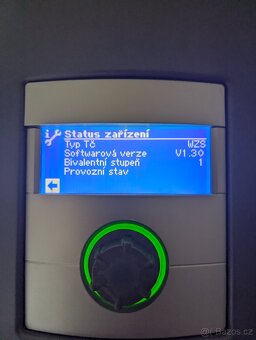 Status zařízení
Typ TČ WZS
Softwarová verze V1.30
Bivalentní stupeň 1
Provozní stav
© Bazos.cz